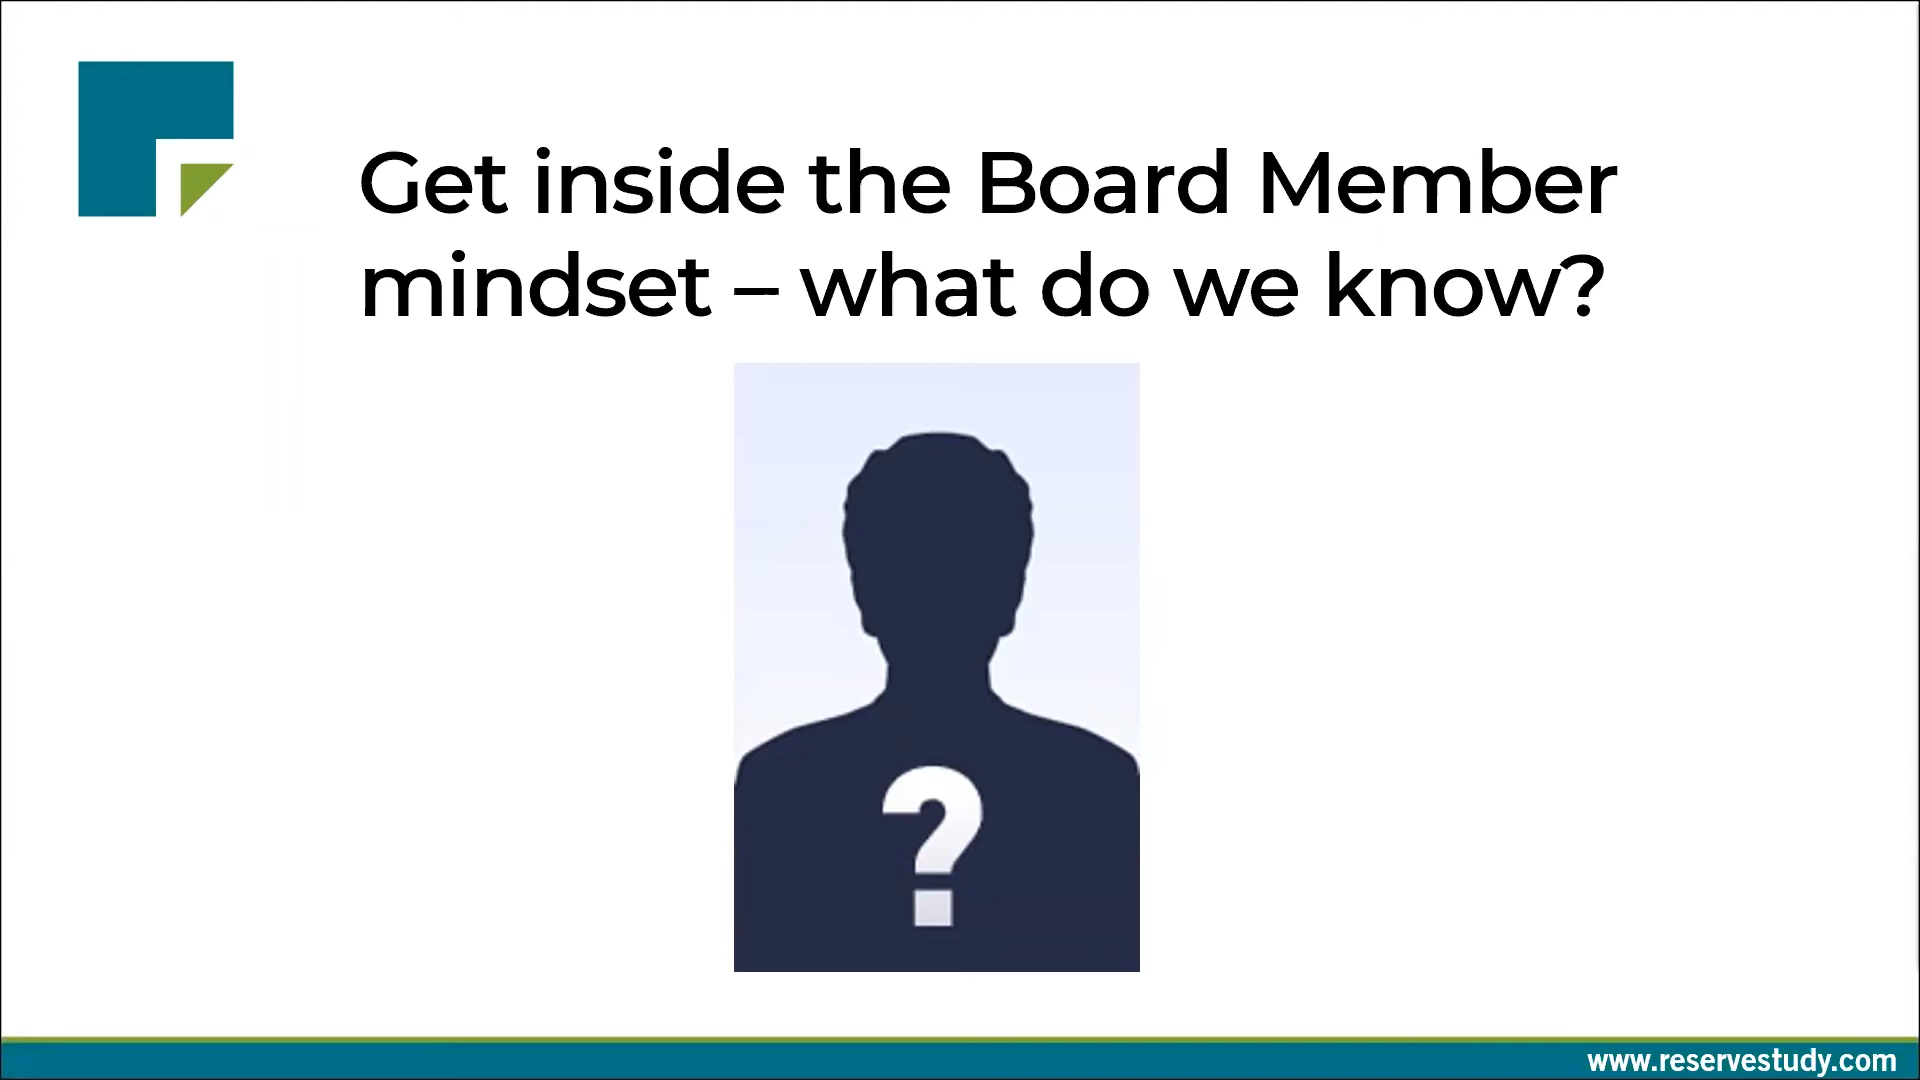 Get inside the Board Member
mindset – what do we know?
?
www.reservestudy.com